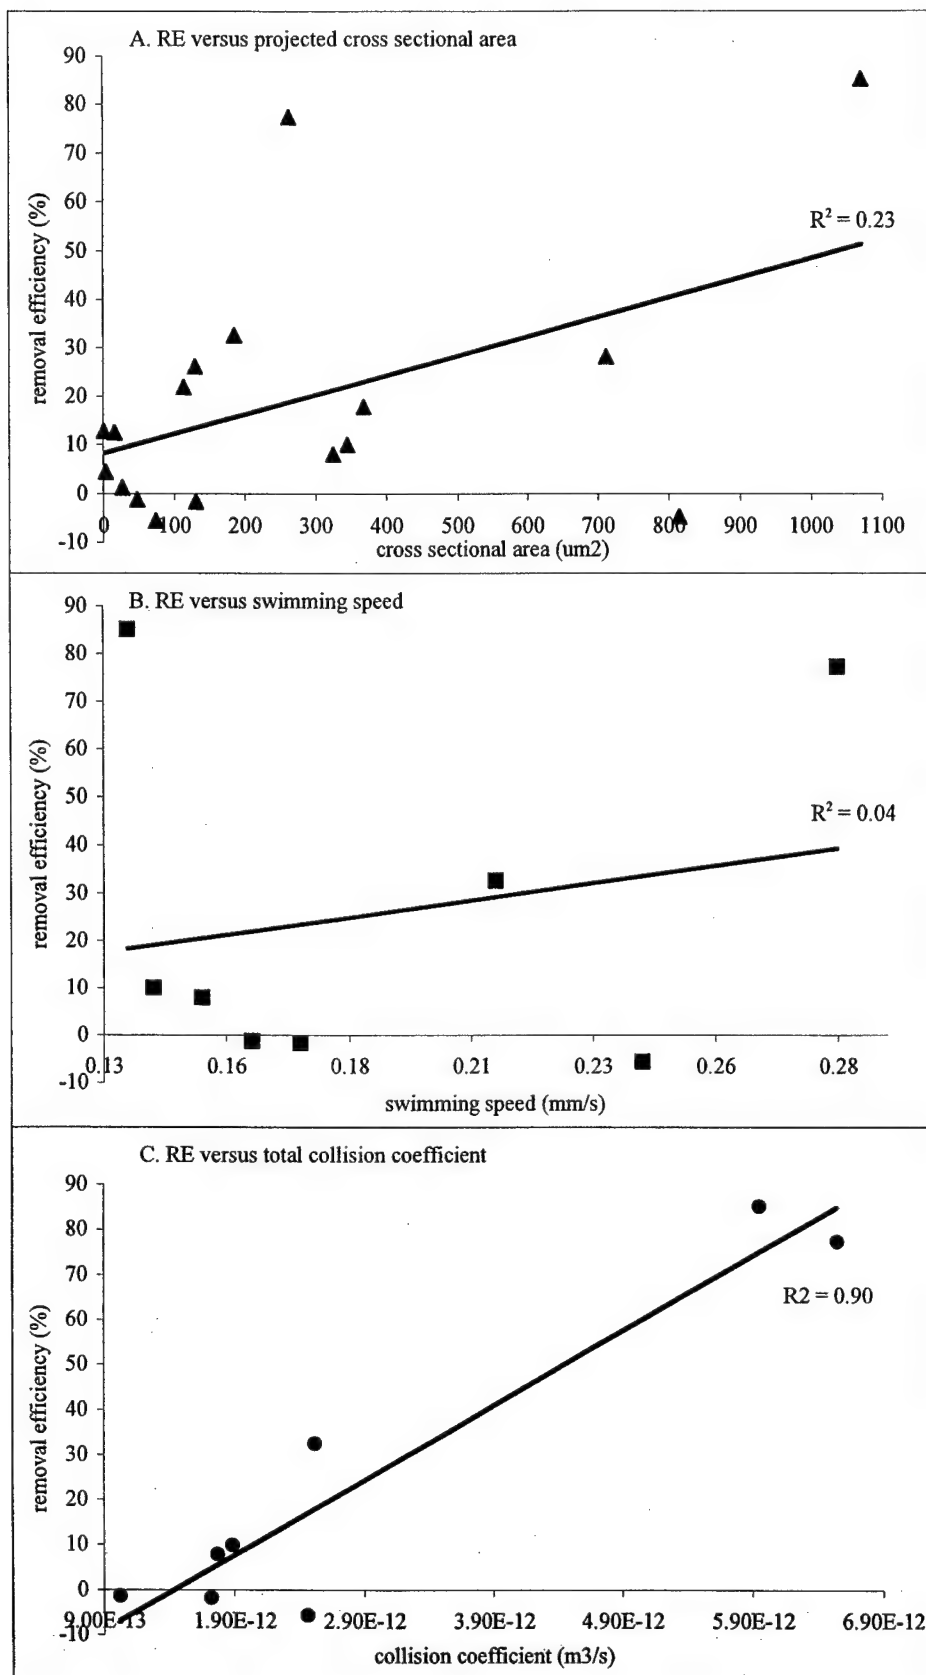 A. RE versus projected cross sectional area
90
80
70
60
50
40
30
20
10
0
-10
removal efficiency (%)
R² = 0.23
0 100 200 300 400 500 600 700 800 900 1000 1100
cross sectional area (um2)
B. RE versus swimming speed
90
80
70
60
50
40
30
20
10
0
-10
removal efficiency (%)
R² = 0.04
0.13 0.16 0.18 0.21 0.23 0.26 0.28
swimming speed (mm/s)
C. RE versus total collision coefficient
90
80
70
60
50
40
30
20
10
0
-10
removal efficiency (%)
R2 = 0.90
9.00E-13 1.90E-12 2.90E-12 3.90E-12 4.90E-12 5.90E-12 6.90E-12
collision coefficient (m3/s)